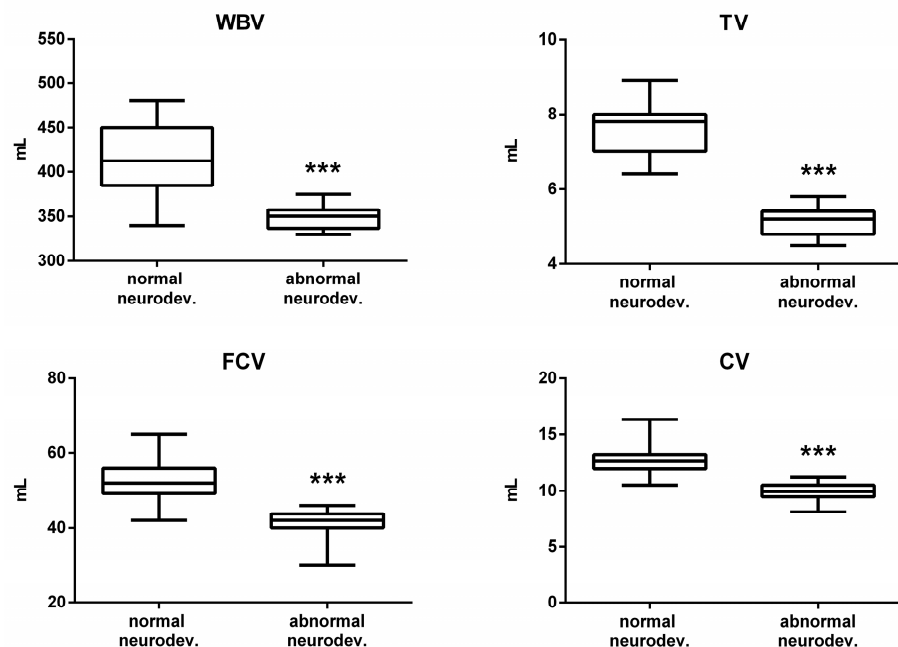 WBV
550
500
450
400
350
300
mL
***
normal
neurodev.
abnormal
neurodev.
TV
10
8
6
4
mL
***
normal
neurodev.
abnormal
neurodev.
FCV
80
60
40
20
mL
***
normal
neurodev.
abnormal
neurodev.
CV
20
15
10
5
0
mL
***
normal
neurodev.
abnormal
neurodev.